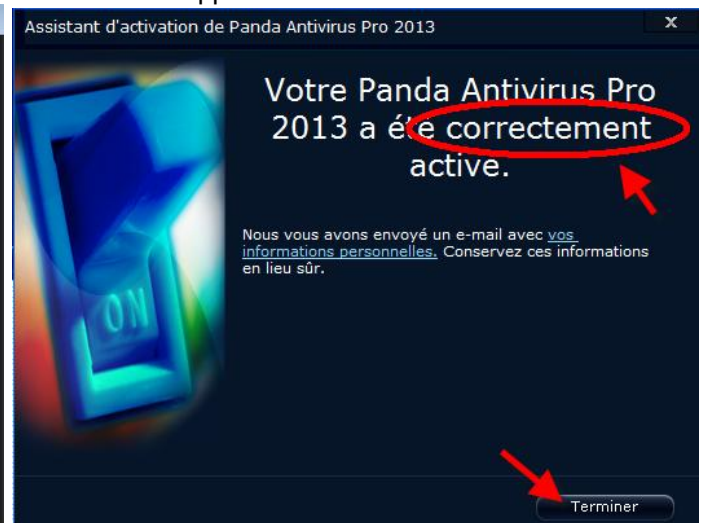 Assistant d'activation de Panda Antivirus Pro 2013
X
Votre Panda Antivirus Pro
2013 a été correctement
activé.
Nous vous avons envoyé un e-mail avec vos
informations personnelles. Conservez ces informations
en lieu sûr.
ON
Terminer